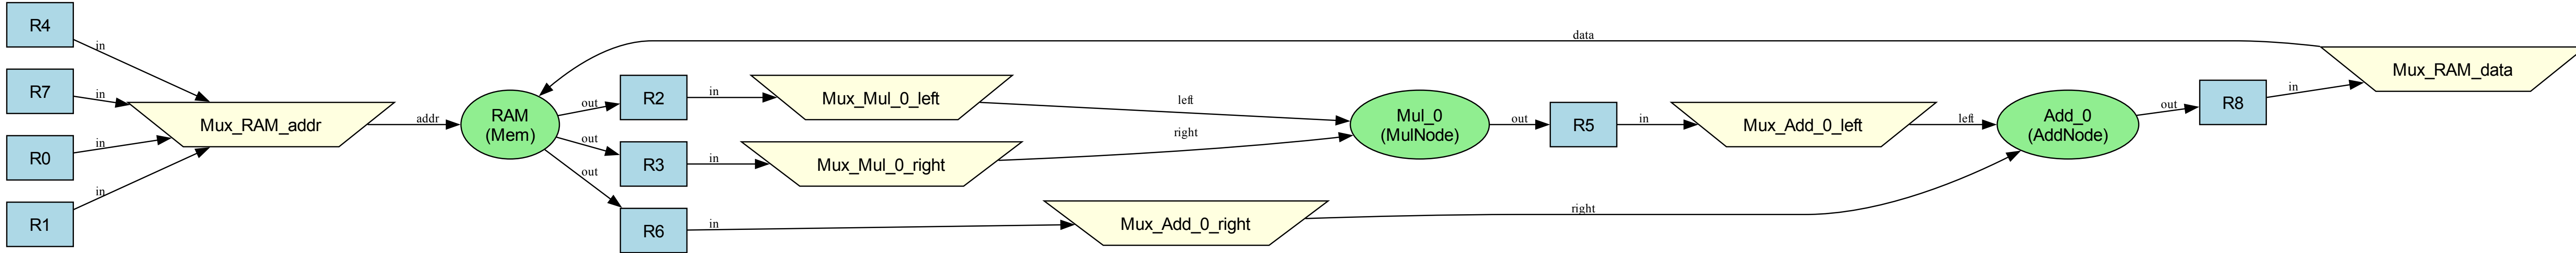 R4
in
R7
in
R0
in
R1
in
Mux_RAM_addr
addr
RAM
(Mem)
data
out
out
out
R2
in
Mux_Mul_0_left
left
R3
in
Mux_Mul_0_right
right
R6
in
Mux_Add_0_right
right
Mul_0
(MulNode)
out
R5
in
Mux_Add_0_left
left
Add_0
(AddNode)
out
R8
in
Mux_RAM_data